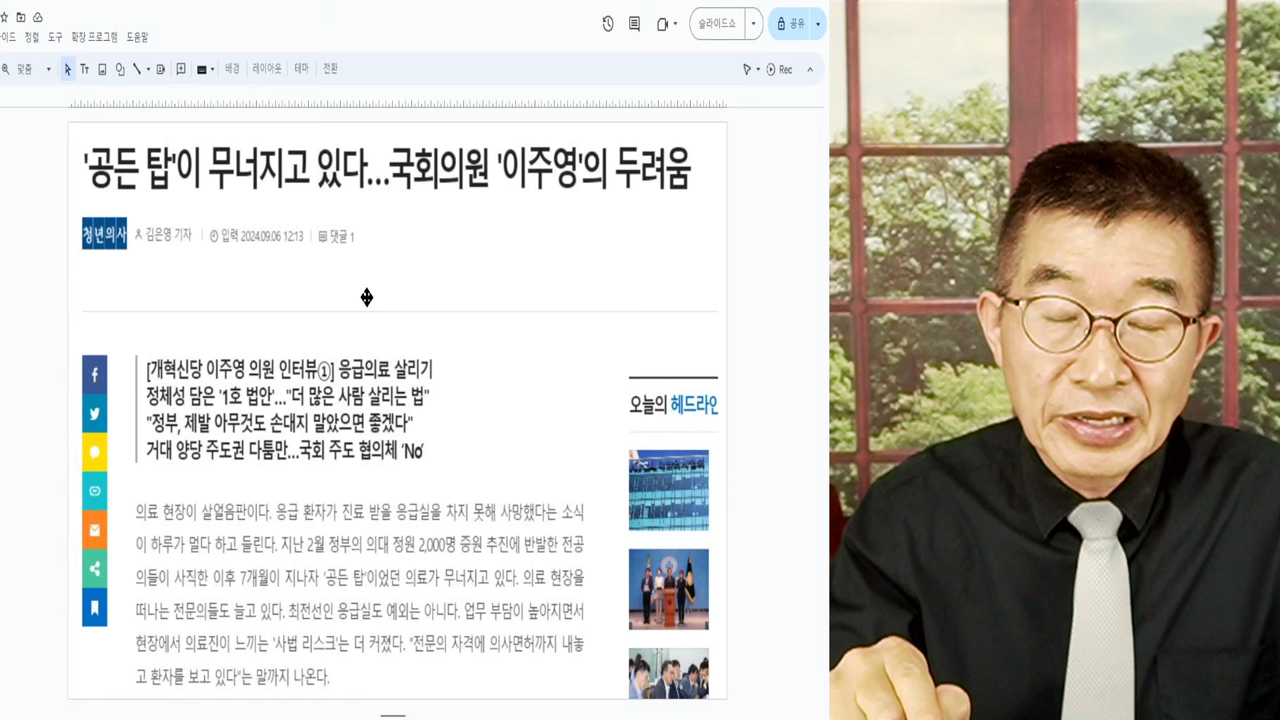 슬라이드쇼
공유
이드 정렬 도구 확장 프로그램 도움말
맞춤
Tт
배경 레이아웃 테마 전환
Rec
'공든 탑'이 무너지고 있다...국회의원 '이주영'의 두려움
청년의사
김은영 기자
입력 2024.09.06 12:13
댓글 1
[개혁신당 이주영 의원 인터뷰①] 응급의료 살리기
정체성 담은 '1호 법안'…"더 많은 사람 살리는 법"
"정부, 제발 아무것도 손대지 말았으면 좋겠다"
거대 양당 주도권 다툼만…국회 주도 협의체 ‘No’
오늘의 헤드라인
의료 현장이 살얼음판이다. 응급 환자가 진료 받을 응급실을 차지 못해 사망했다는 소식
이 하루가 멀다 하고 들린다. 지난 2월 정부의 의대 정원 2,000명 증원 추진에 반발한 전공
의들이 사직한 이후 7개월이 지나자 ‘공든 탑’이었던 의료가 무너지고 있다. 의료 현장을
떠나는 전문의들도 늘고 있다. 최전선인 응급실도 예외는 아니다. 업무 부담이 높아지면서
현장에서 의료진이 느끼는 '사법 리스크'는 더 커졌다. “전문의 자격에 의사면허까지 내놓
고 환자를 보고 있다”는 말까지 나온다.